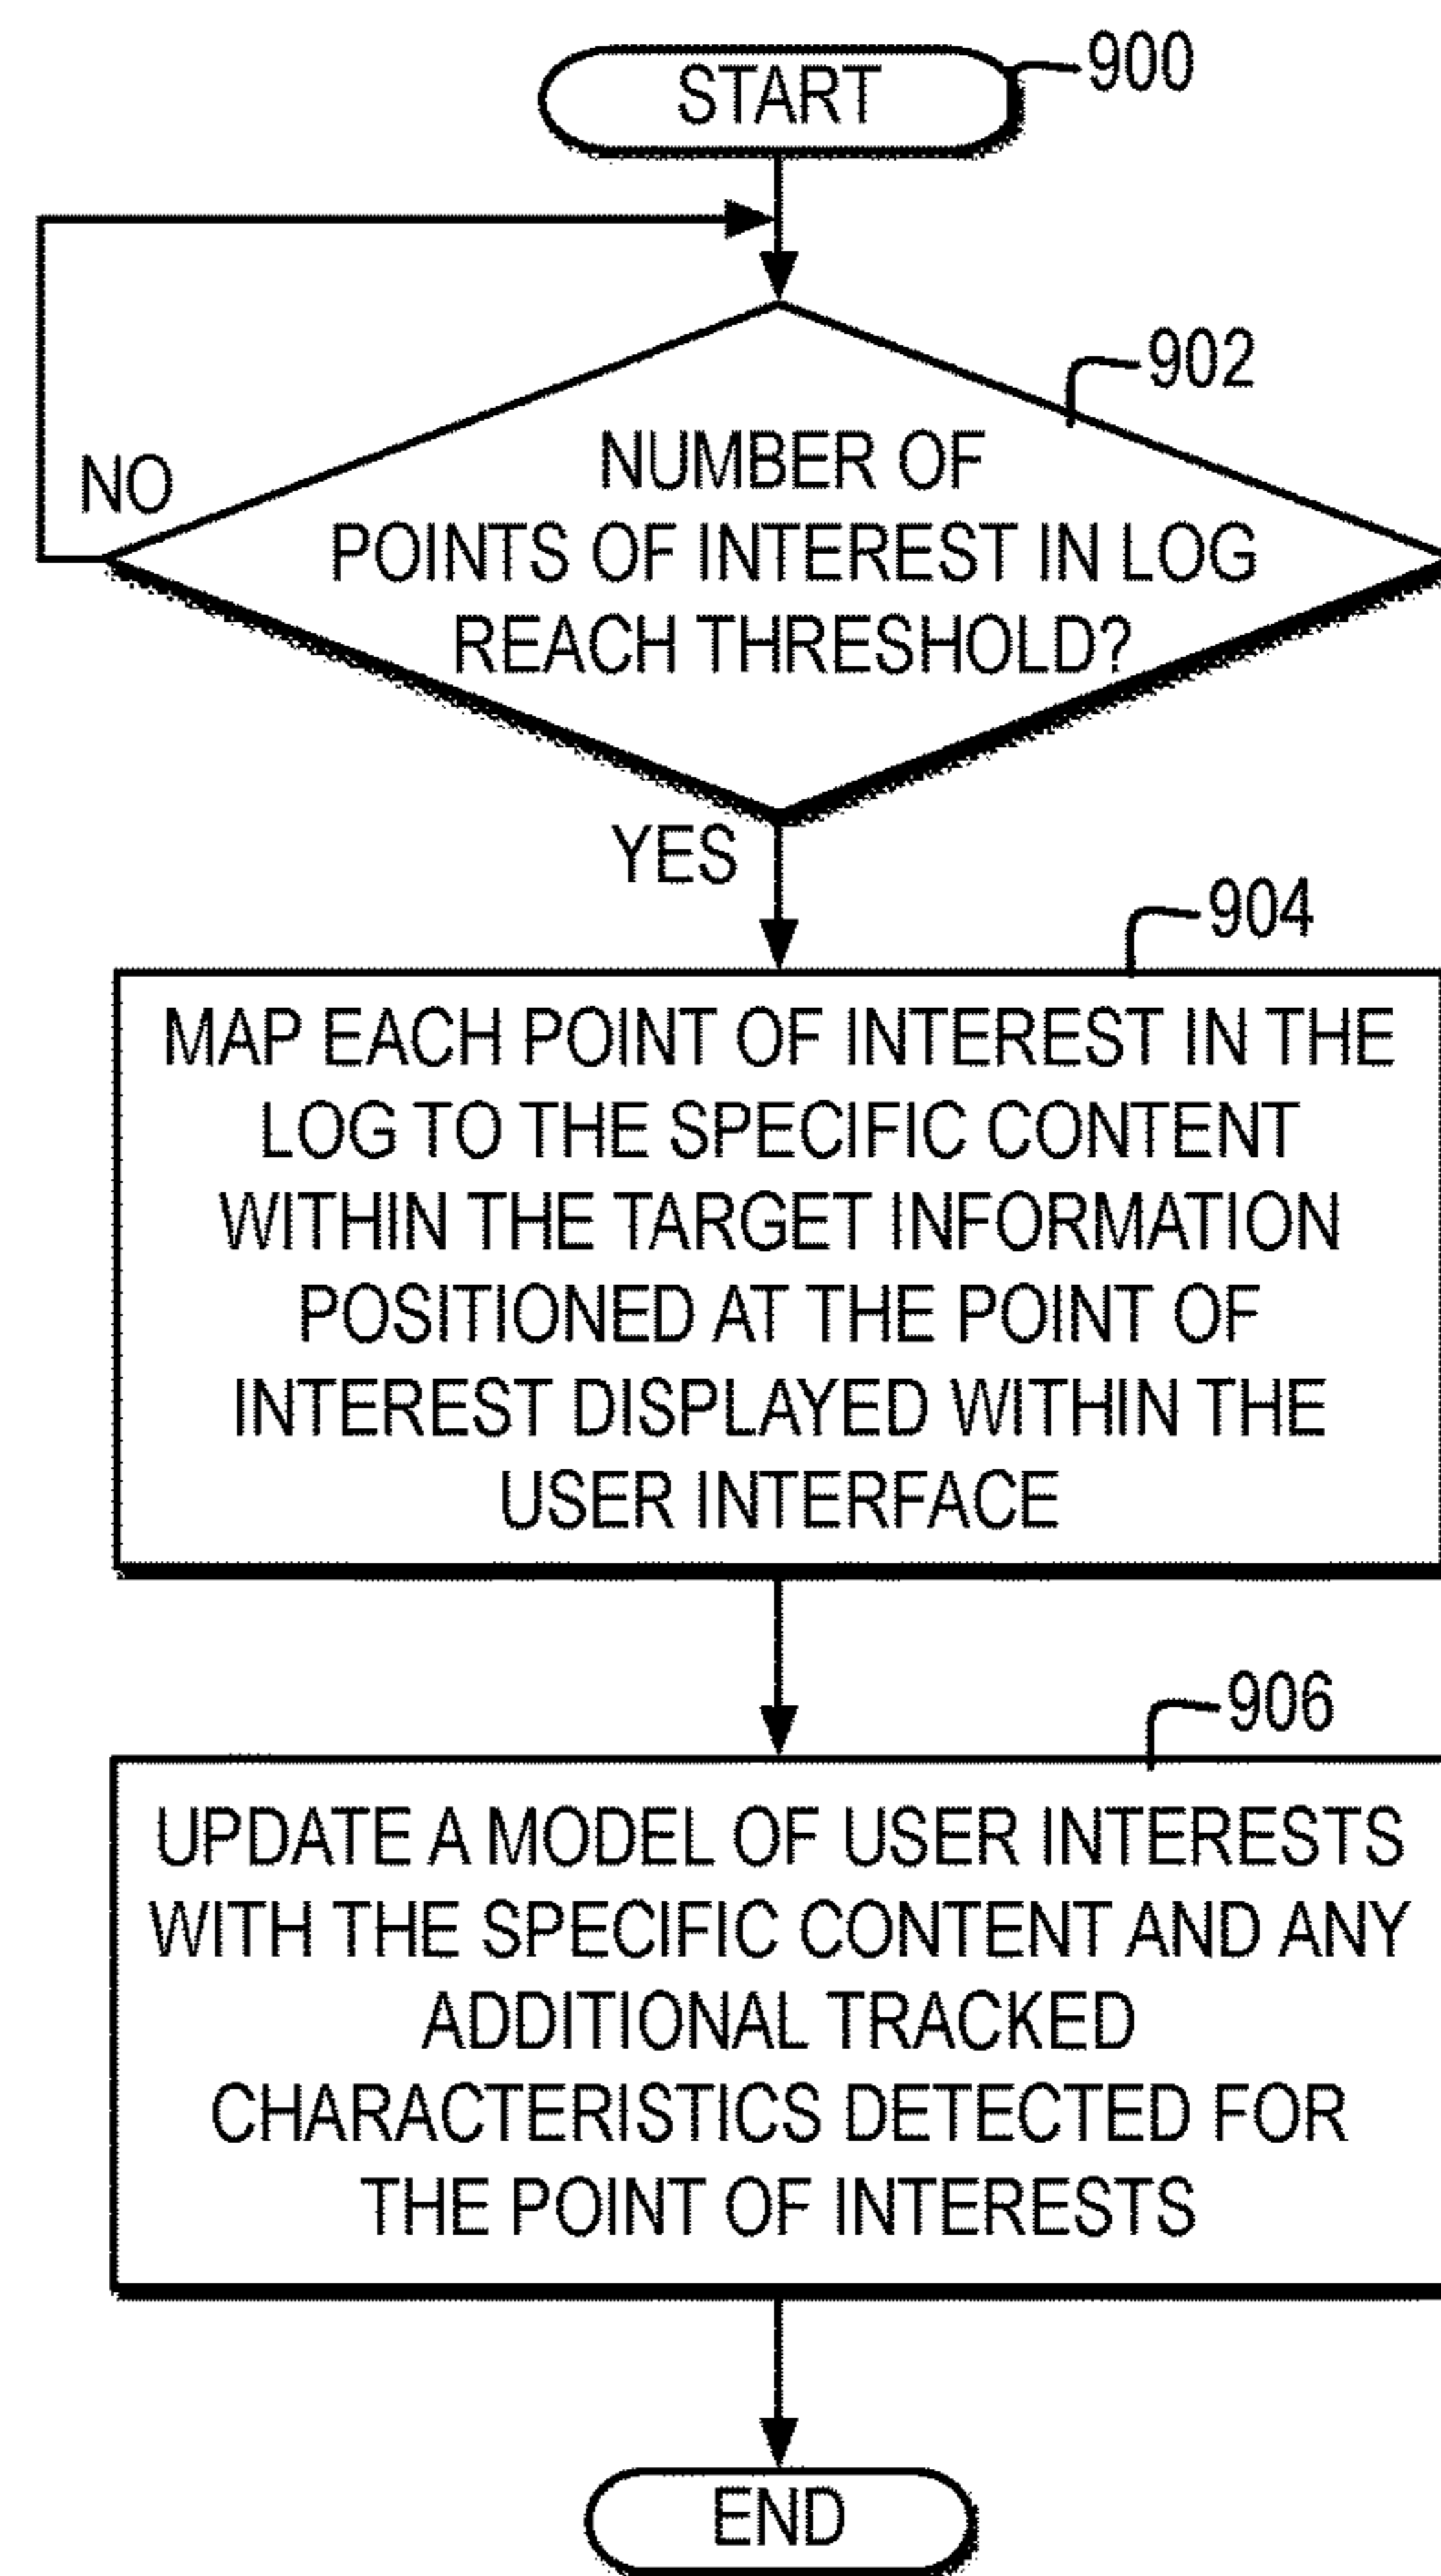 START
900
902
NUMBER OF
POINTS OF INTEREST IN LOG
REACH THRESHOLD?
NO
YES
904
MAP EACH POINT OF INTEREST IN THE
LOG TO THE SPECIFIC CONTENT
WITHIN THE TARGET INFORMATION
POSITIONED AT THE POINT OF
INTEREST DISPLAYED WITHIN THE
USER INTERFACE
906
UPDATE A MODEL OF USER INTERESTS
WITH THE SPECIFIC CONTENT AND ANY
ADDITIONAL TRACKED
CHARACTERISTICS DETECTED FOR
THE POINT OF INTERESTS
END